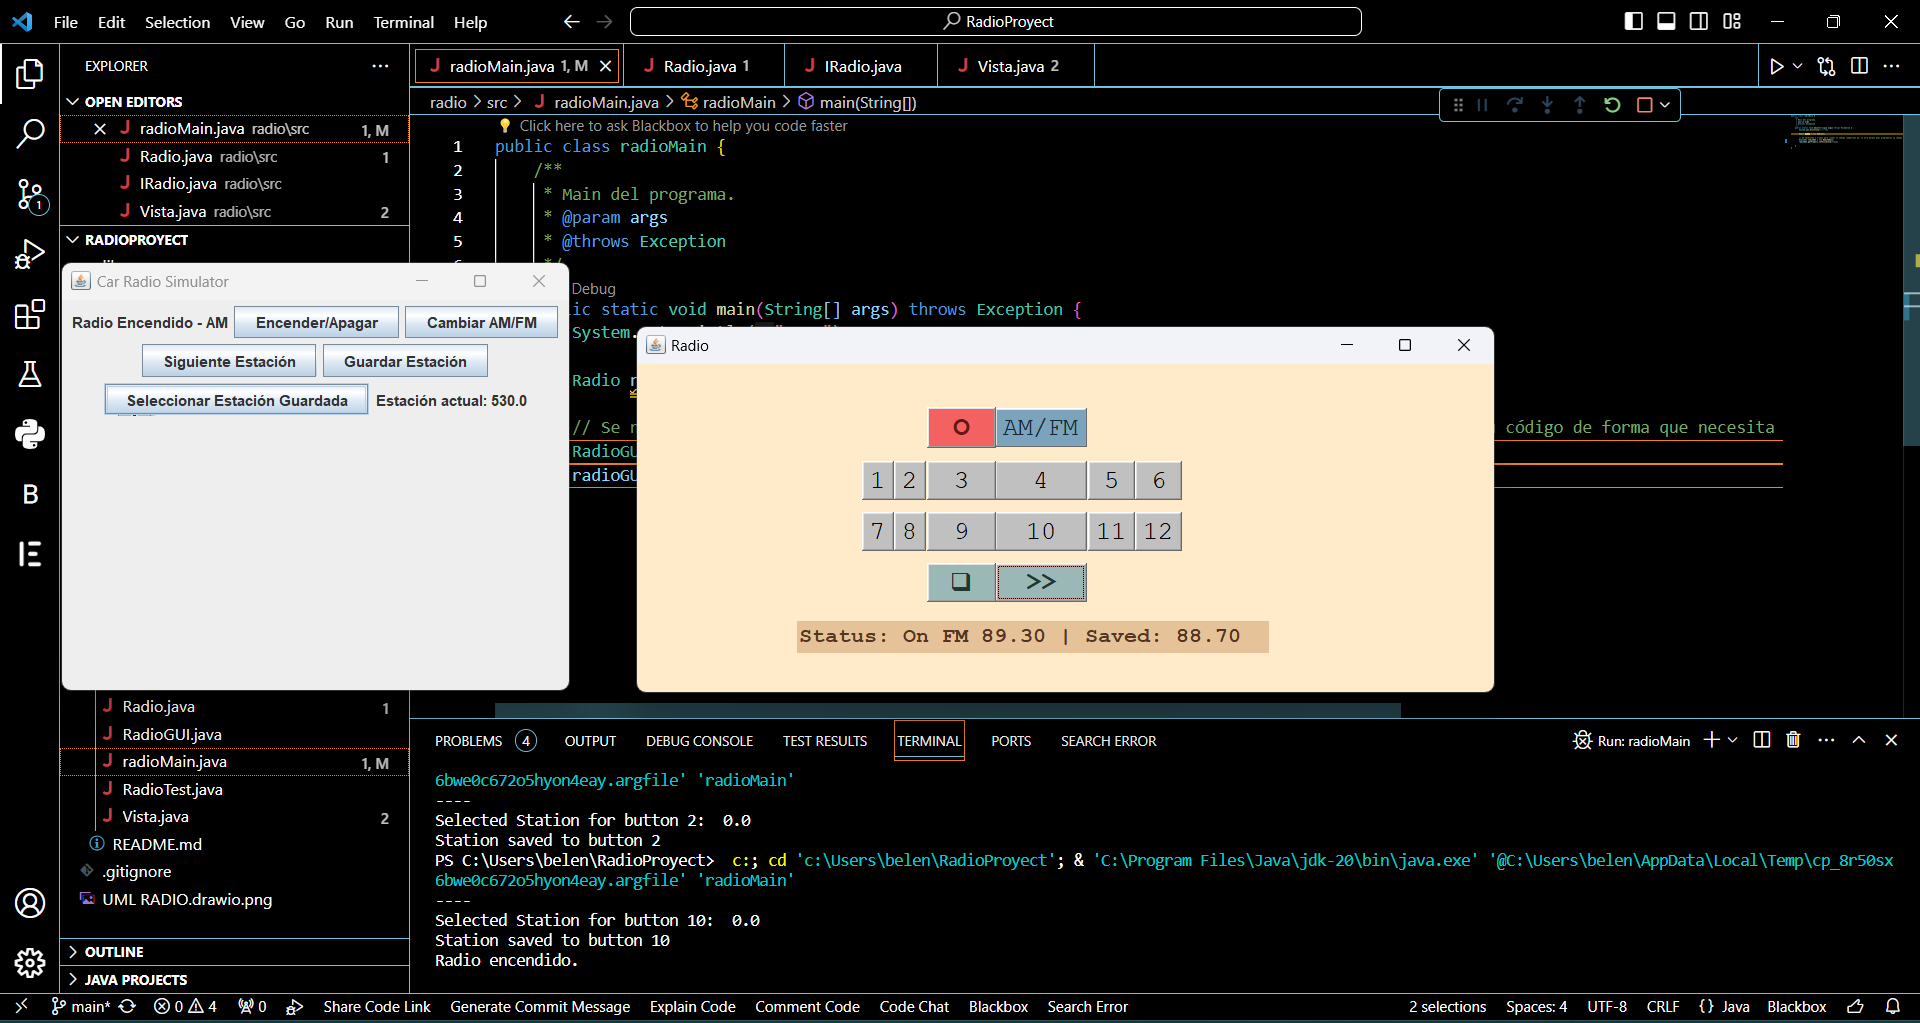 File Edit Selection View Go Run Terminal Help
RadioProyect
EXPLORER
OPEN EDITORS
radioMain.java radio\src 1, M
Radio.java radio\src 1
IRadio.java radio\src
Vista.java radio\src 2
RADIOPROYECT
radioMain.java 1, M
Radio.java 1
IRadio.java
Vista.java 2
radio > src > radioMain.java > radioMain > main(String[])
Click here to ask Blackbox to help you code faster
1 public class radioMain {
2 /**
3 * Main del programa.
4 * @param args
5 * @throws Exception
Debug
ic static void main(String[] args) throws Exception {
System.
Radio r
// Se n
código de forma que necesita
RadioGU
radioGU
Car Radio Simulator
Radio Encendido - AM Encender/Apagar Cambiar AM/FM
Siguiente Estación Guardar Estación
Seleccionar Estación Guardada Estación actual: 530.0
Radio
O AM/FM
1 2 3 4 5 6
7 8 9 10 11 12
❏ >>
Status: On FM 89.30 | Saved: 88.70
Radio.java 1
RadioGUI.java
radioMain.java 1, M
RadioTest.java
Vista.java 2
README.md
.gitignore
UML RADIO.drawio.png
OUTLINE
JAVA PROJECTS
PROBLEMS 4 OUTPUT DEBUG CONSOLE TEST RESULTS TERMINAL PORTS SEARCH ERROR
Run: radioMain
6bwe0c672o5hyon4eay.argfile' 'radioMain'
----
Selected Station for button 2:  0.0
Station saved to button 2
PS C:\Users\belen\RadioProyect>  c:; cd 'c:\Users\belen\RadioProyect'; & 'C:\Program Files\Java\jdk-20\bin\java.exe' '@C:\Users\belen\AppData\Local\Temp\cp_8r50sx
6bwe0c672o5hyon4eay.argfile' 'radioMain'
----
Selected Station for button 10:  0.0
Station saved to button 10
Radio encendido.
main* 0 4 0 Share Code Link Generate Commit Message Explain Code Comment Code Code Chat Blackbox Search Error 2 selections Spaces: 4 UTF-8 CRLF {} Java Blackbox